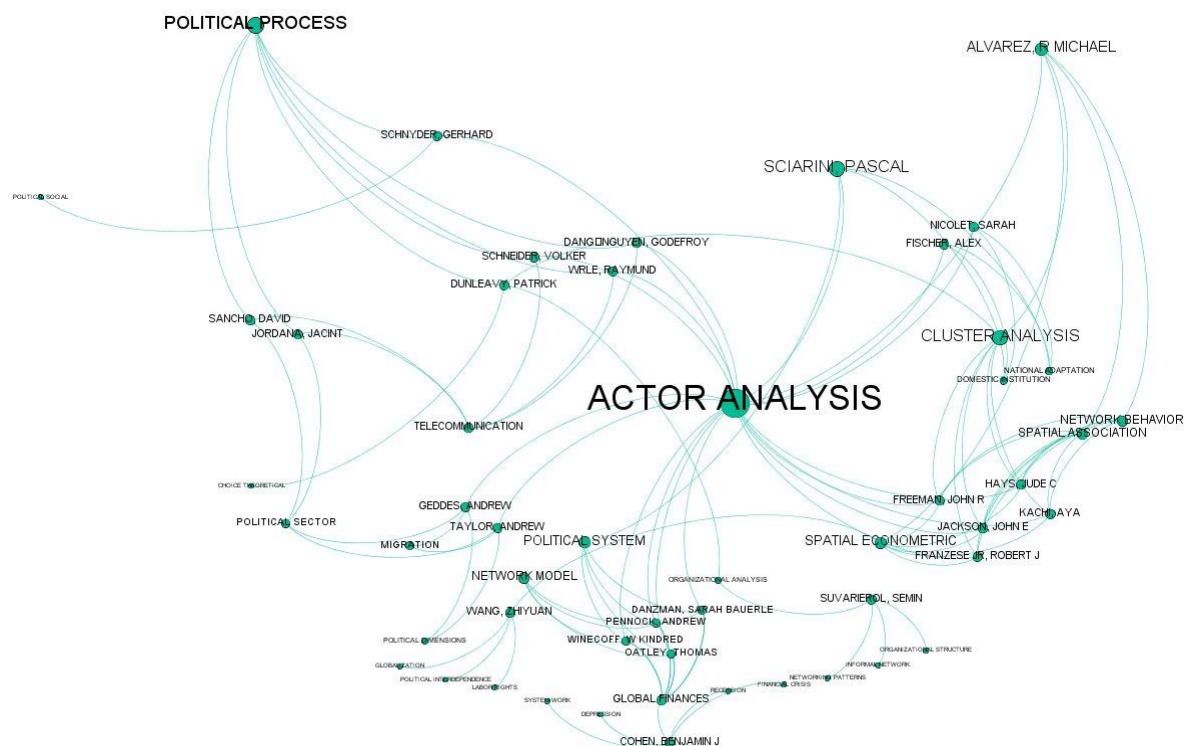 POLITICAL PROCESS
ALVAREZ, R MICHAEL
SCHNYDER, GERHARD
SCIARINI, PASCAL
POLITICAL SOCIAL
NICOLET, SARAH
DANGUYEN, GODEFROY
FISCHER, ALEX
SCHNEIDER, VOLKER
WRLE, RAYMUND
DUNLEAVY, PATRICK
SANCHO, DAVID
JORDANA, JACINT
CLUSTER ANALYSIS
NATIONAL ADAPTATION
DOMESTIC INSTITUTION
ACTOR ANALYSIS
NETWORK BEHAVIOR
TELECOMMUNICATION
SPATIAL ASSOCIATION
CHOICE THEORETICAL
HAYS, JUDE C
FREEMAN, JOHN R
GEDDES, ANDREW
KACHI, AYA
POLITICAL SECTOR
TAYLOR, ANDREW
JACKSON, JOHN E
MIGRATION
POLITICAL SYSTEM
SPATIAL ECONOMETRIC
FRANZESE JR, ROBERT J
NETWORK MODEL
ORGANIZATIONAL ANALYSIS
SUVARIEROL, SEMIN
WANG, ZHIYUAN
DANZMAN, SARAH BAUERLE
PENNOCK, ANDREW
POLITICAL DIMENSIONS
WINECOFF, W KINDRED
ORGANIZATIONAL STRUCTURE
OATLEY, THOMAS
GLOBALIZATION
INFORMAL NETWORK
POLITICAL INTERDEPENDENCE
NETWORKING PATTERNS
LABOR RIGHTS
FINANCIAL CRISIS
RECESSION
SYSTEM WORK
GLOBAL FINANCES
DEPRESSION
COHEN, BENJAMIN J